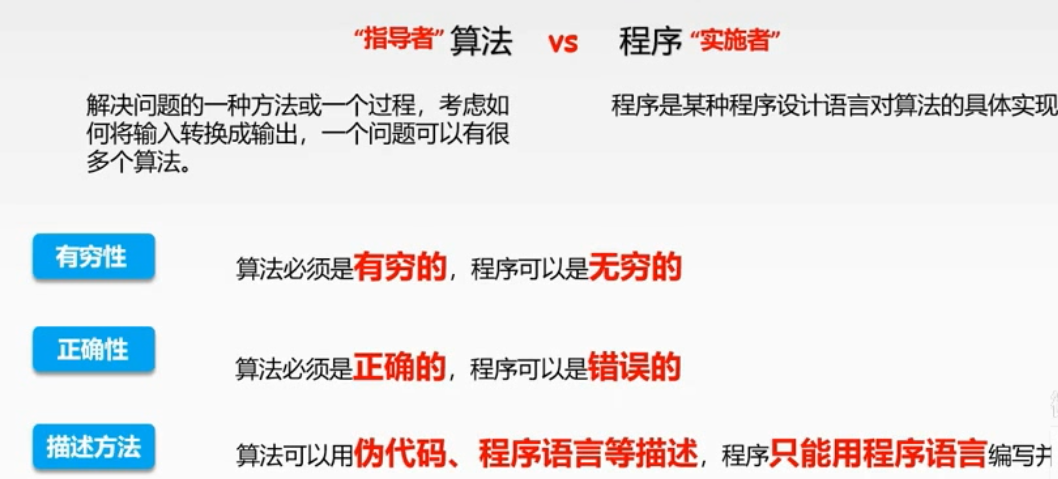 “指导者” 算法 vs 程序 “实施者”
解决问题的一种方法或一个过程，考虑如
何将输入转换成输出，一个问题可以有很
多个算法。
程序是某种程序设计语言对算法的具体实现
有穷性
算法必须是有穷的，程序可以是无穷的
正确性
算法必须是正确的，程序可以是错误的
描述方法
算法可以用伪代码、程序语言等描述，程序只能用程序语言编写